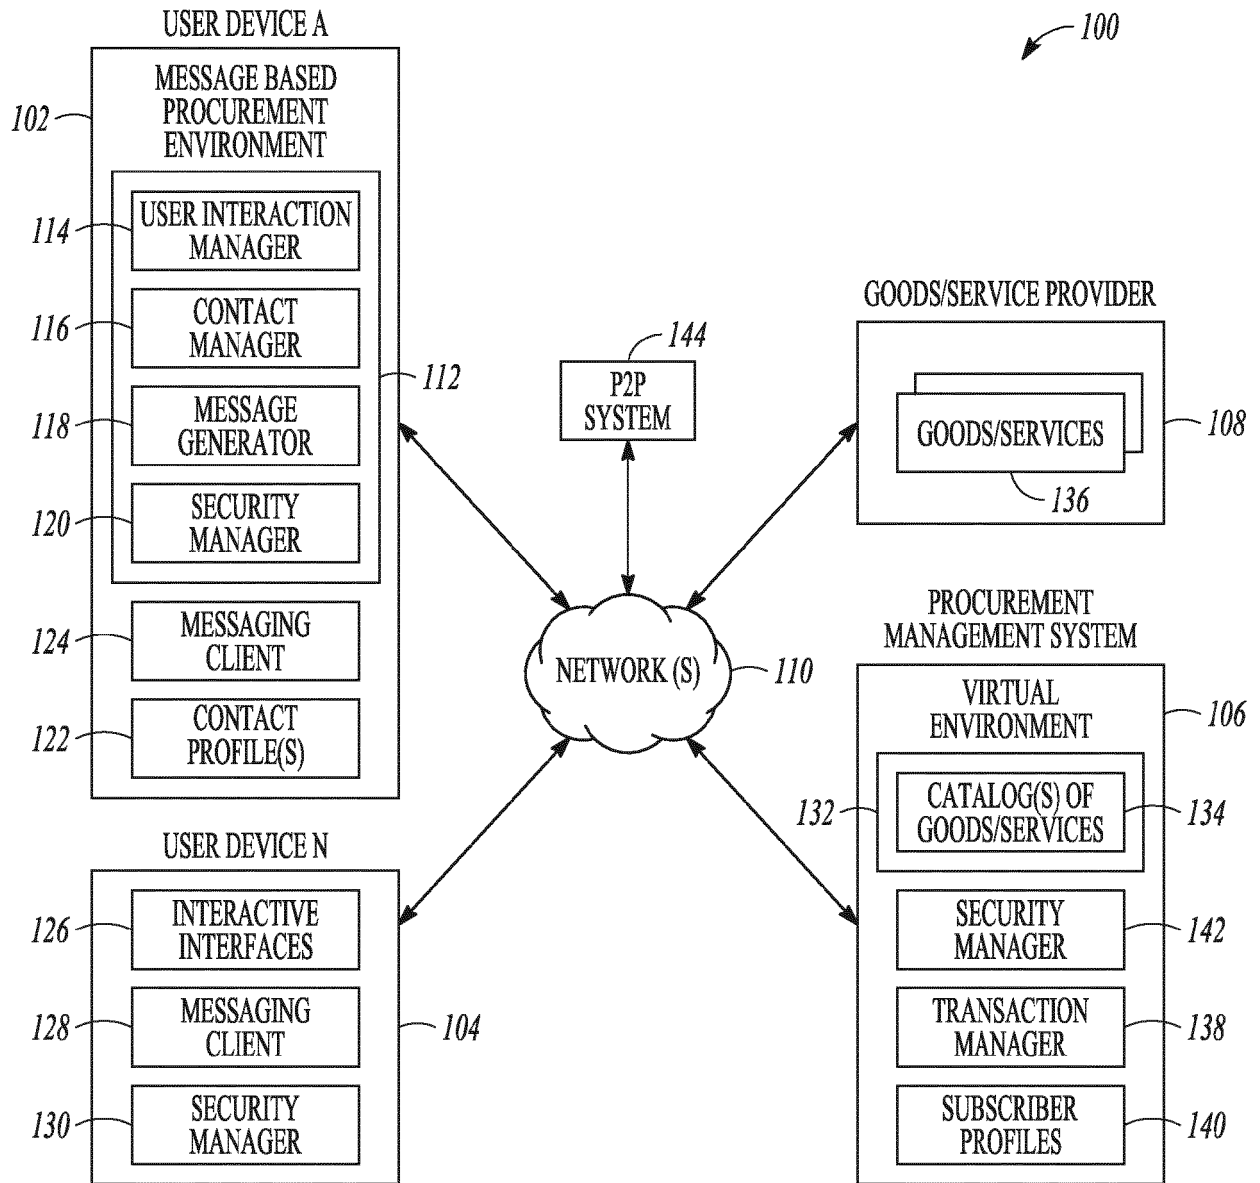 USER DEVICE A
100
MESSAGE BASED
PROCUREMENT
ENVIRONMENT
102
USER INTERACTION
MANAGER
114
CONTACT
MANAGER
116
112
MESSAGE
GENERATOR
118
SECURITY
MANAGER
120
MESSAGING
CLIENT
124
CONTACT
PROFILE(S)
122
USER DEVICE N
INTERACTIVE
INTERFACES
126
MESSAGING
CLIENT
128
104
SECURITY
MANAGER
130
144
P2P
SYSTEM
NETWORK (S)
110
GOODS/SERVICE PROVIDER
GOODS/SERVICES
108
136
PROCUREMENT
MANAGEMENT SYSTEM
VIRTUAL
ENVIRONMENT
106
132
CATALOG(S) OF
GOODS/SERVICES
134
SECURITY
MANAGER
142
TRANSACTION
MANAGER
138
SUBSCRIBER
PROFILES
140